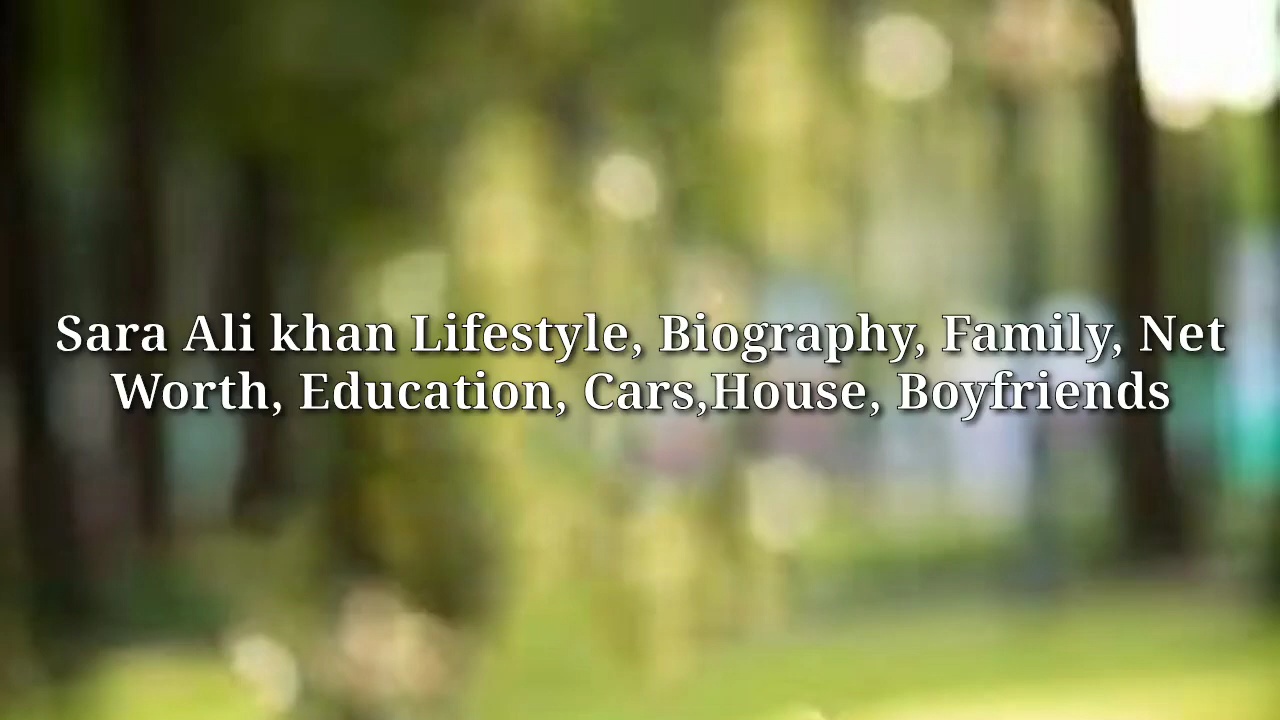 Sara Ali khan Lifestyle, Biography, Family, Net
Worth, Education, Cars,House, Boyfriends